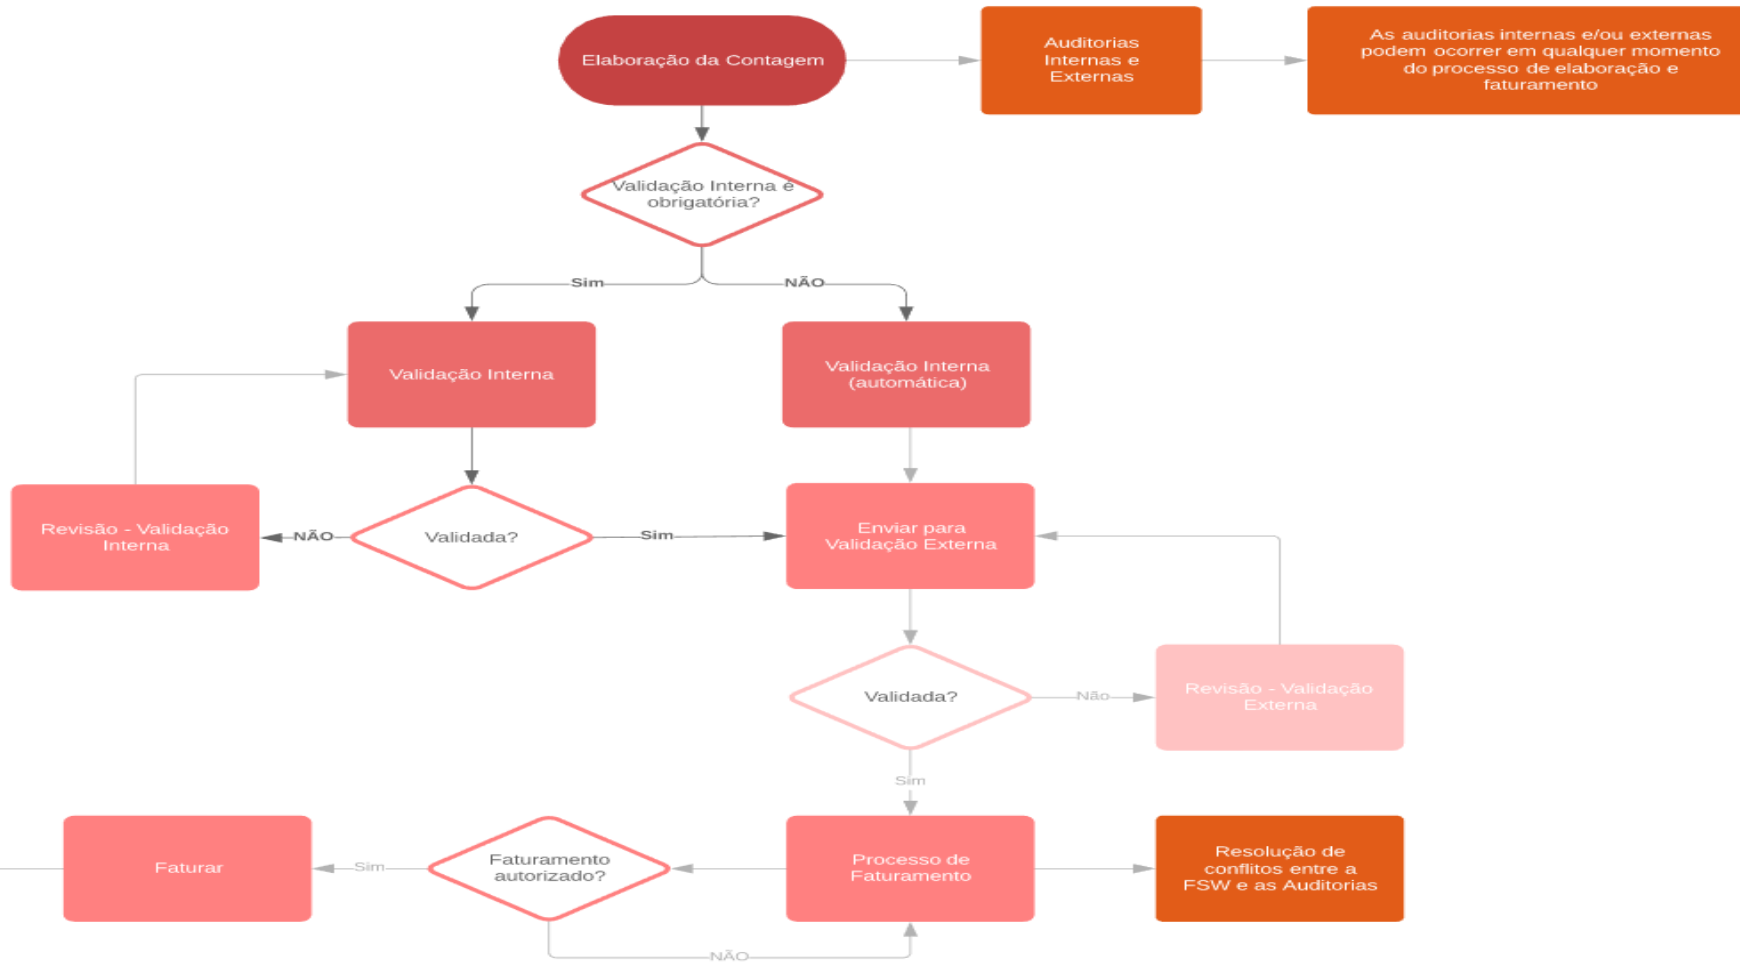 Elaboração da Contagem
Auditorias
Internas e
Externas
As auditorias internas e/ou externas
podem ocorrer em qualquer momento
do processo de elaboração e
faturamento
Validação Interna é
obrigatória?
Sim
NÃO
Validação Interna
Validação Interna
(automática)
Revisão - Validação
Interna
NÃO
Validada?
Sim
Enviar para
Validação Externa
Validada?
Não
Revisão - Validação
Externa
Sim
Faturar
Sim
Faturamento
autorizado?
Processo de
Faturamento
Resolução de
conflitos entre a
FSW e as Auditorias
NÃO